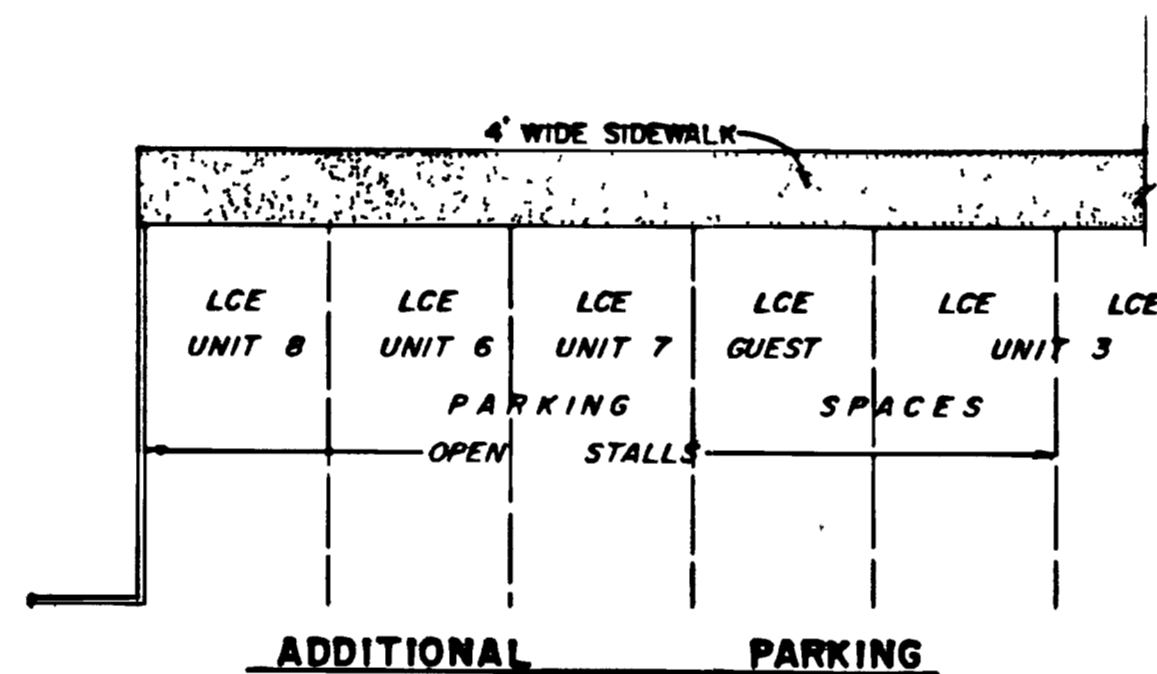 4' WIDE SIDEWALK
LCE LCE LCE LCE LCE LCE
UNIT 8 UNIT 6 UNIT 7 GUEST UNIT 3
PARKING SPACES
OPEN STALLS
ADDITIONAL PARKING